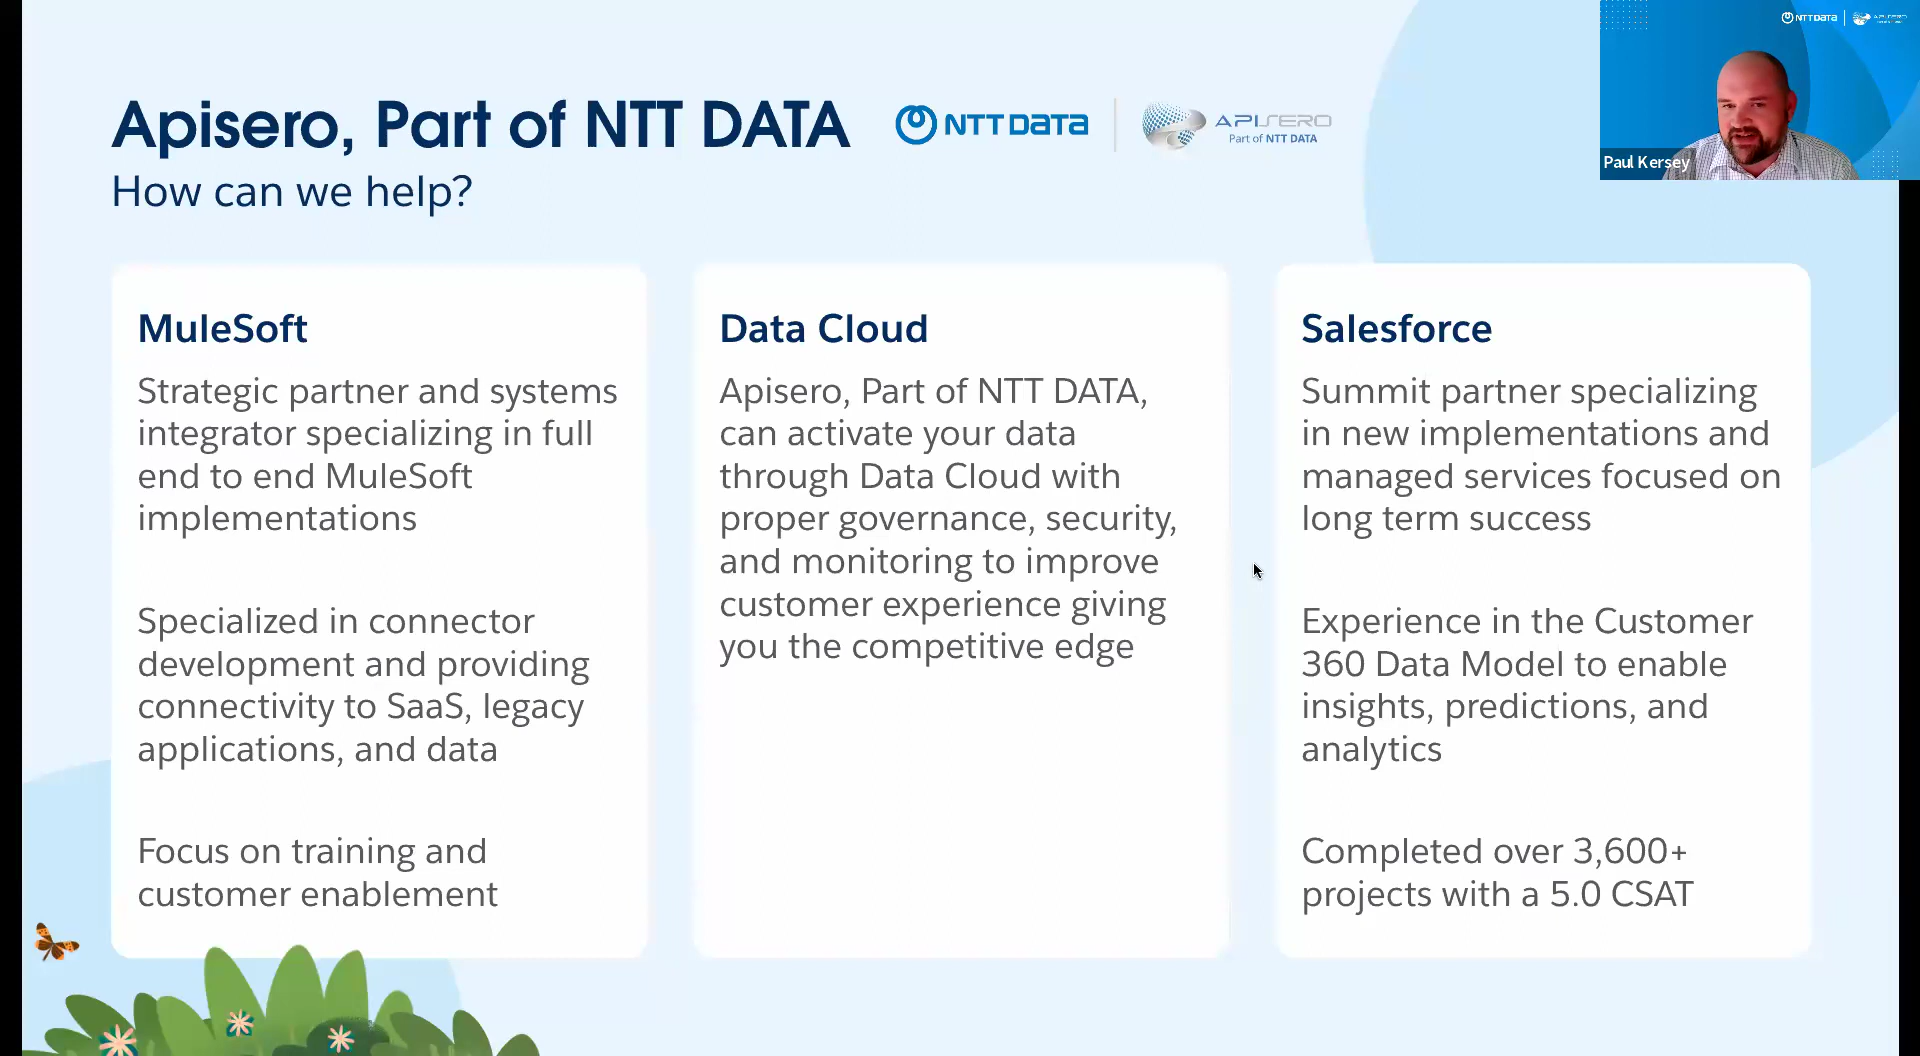 NTT DATA
APISERO
Apisero, Part of NTT DATA
NTT DATA
APISERO
Part of NTT DATA
Paul Kersey
How can we help?
MuleSoft
Strategic partner and systems
integrator specializing in full
end to end MuleSoft
implementations
Specialized in connector
development and providing
connectivity to SaaS, legacy
applications, and data
Focus on training and
customer enablement
Data Cloud
Apisero, Part of NTT DATA,
can activate your data
through Data Cloud with
proper governance, security,
and monitoring to improve
customer experience giving
you the competitive edge
Salesforce
Summit partner specializing
in new implementations and
managed services focused on
long term success
Experience in the Customer
360 Data Model to enable
insights, predictions, and
analytics
Completed over 3,600+
projects with a 5.0 CSAT